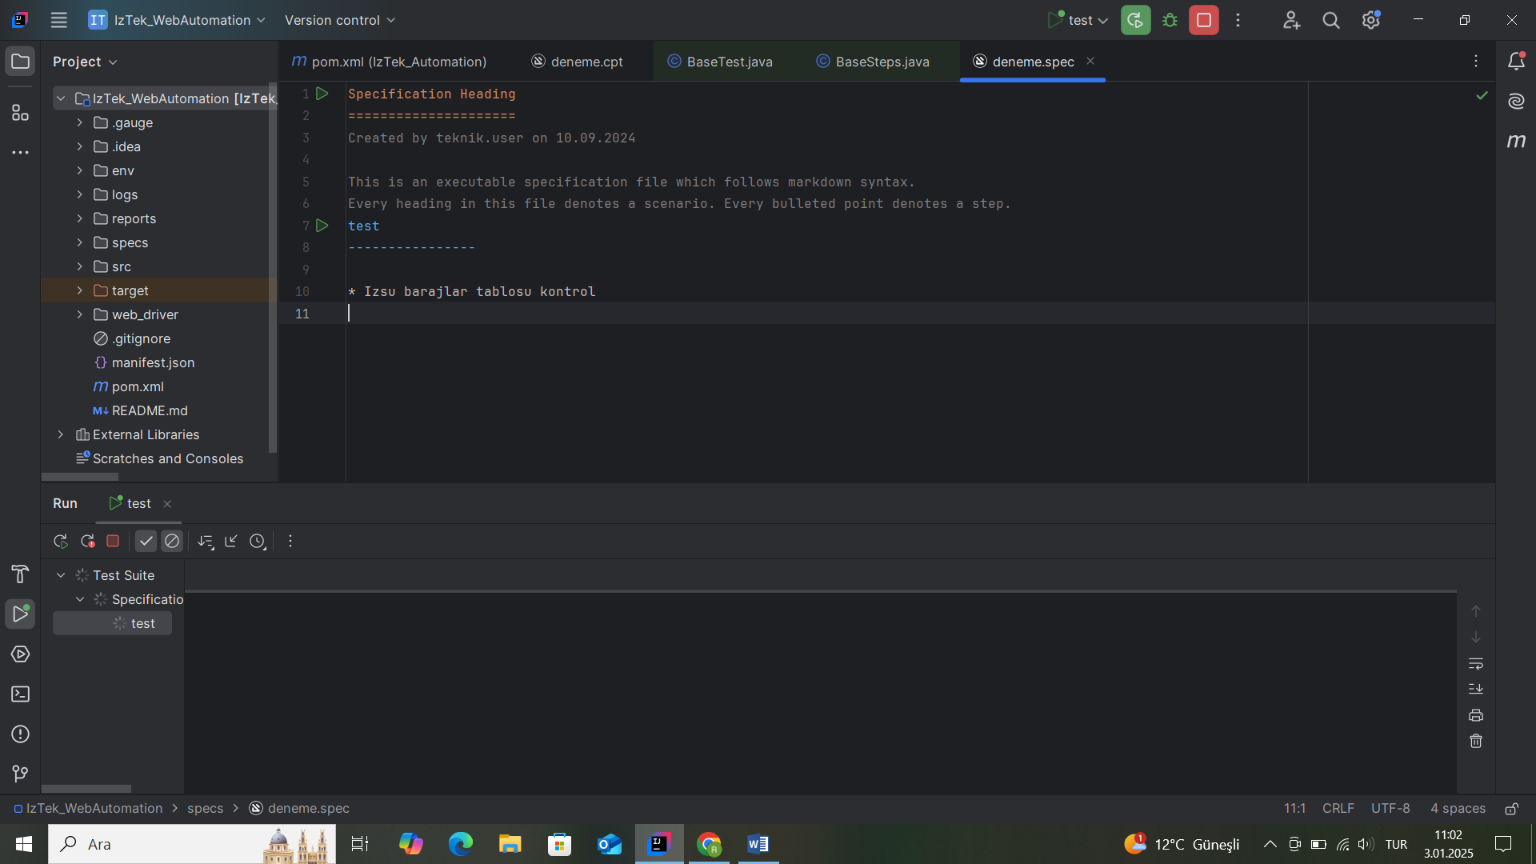 IT IzTek_WebAutomation Version control test
Project
pom.xml (IzTek_Automation) deneme.cpt BaseTest.java BaseSteps.java deneme.spec
IzTek_WebAutomation [IzTek_
.gauge
.idea
env
logs
reports
specs
src
target
web_driver
.gitignore
manifest.json
pom.xml
README.md
External Libraries
Scratches and Consoles
1 Specification Heading
2 =====================
3 Created by teknik.user on 10.09.2024
4
5 This is an executable specification file which follows markdown syntax.
6 Every heading in this file denotes a scenario. Every bulleted point denotes a step.
7 test
8 ----------------
9
10 * Izsu barajlar tablosu kontrol
11
Run test
Test Suite
Specificatio
test
IzTek_WebAutomation > specs > deneme.spec 11:1 CRLF UTF-8 4 spaces
Ara 12°C Güneşli TUR 11:02
3.01.2025